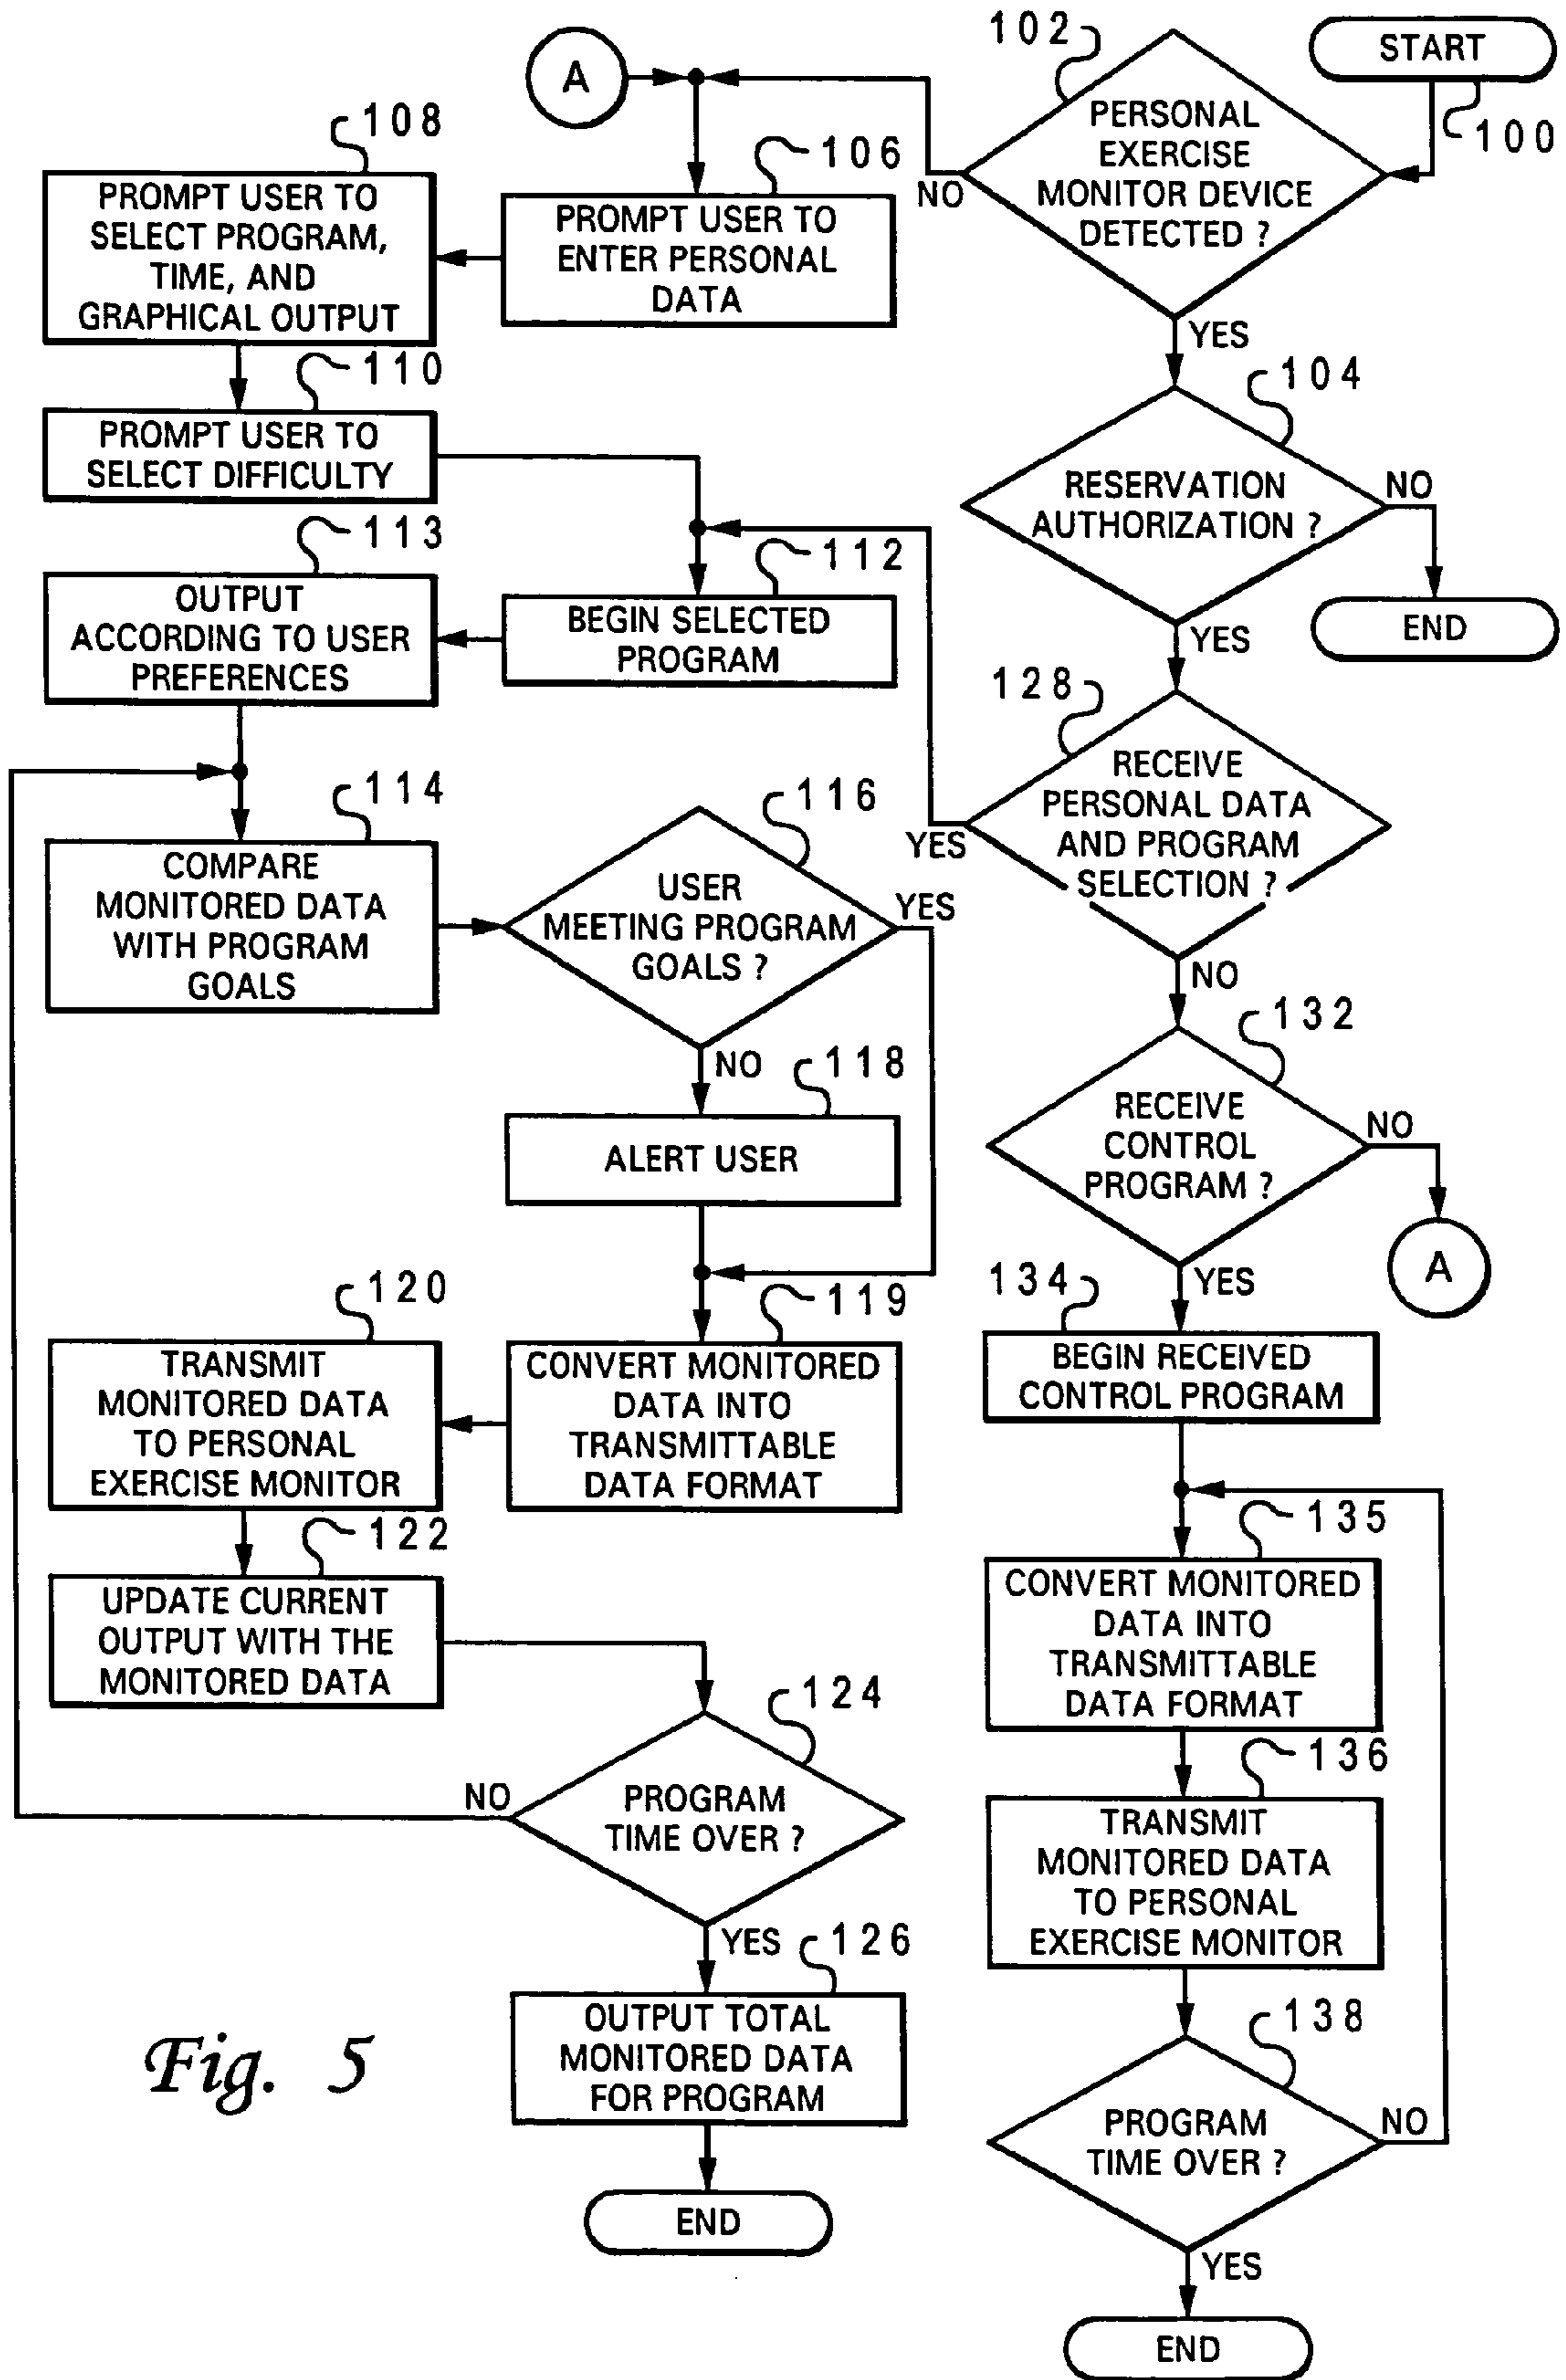 START
100
102
PERSONAL
EXERCISE
MONITOR DEVICE
DETECTED ?
NO
YES
A
106
PROMPT USER TO
ENTER PERSONAL
DATA
108
PROMPT USER TO
SELECT PROGRAM,
TIME, AND
GRAPHICAL OUTPUT
110
PROMPT USER TO
SELECT DIFFICULTY
104
RESERVATION
AUTHORIZATION ?
NO
END
YES
112
BEGIN SELECTED
PROGRAM
113
OUTPUT
ACCORDING TO USER
PREFERENCES
128
RECEIVE
PERSONAL DATA
AND PROGRAM
SELECTION ?
YES
NO
114
COMPARE
MONITORED DATA
WITH PROGRAM
GOALS
116
USER
MEETING PROGRAM
GOALS ?
YES
NO
118
ALERT USER
132
RECEIVE
CONTROL
PROGRAM ?
NO
A
YES
134
BEGIN RECEIVED
CONTROL PROGRAM
119
CONVERT MONITORED
DATA INTO
TRANSMITTABLE
DATA FORMAT
120
TRANSMIT
MONITORED DATA
TO PERSONAL
EXERCISE MONITOR
122
UPDATE CURRENT
OUTPUT WITH THE
MONITORED DATA
124
PROGRAM
TIME OVER ?
NO
YES
126
OUTPUT TOTAL
MONITORED DATA
FOR PROGRAM
END
135
CONVERT MONITORED
DATA INTO
TRANSMITTABLE
DATA FORMAT
136
TRANSMIT
MONITORED DATA
TO PERSONAL
EXERCISE MONITOR
138
PROGRAM
TIME OVER ?
NO
YES
END
Fig. 5